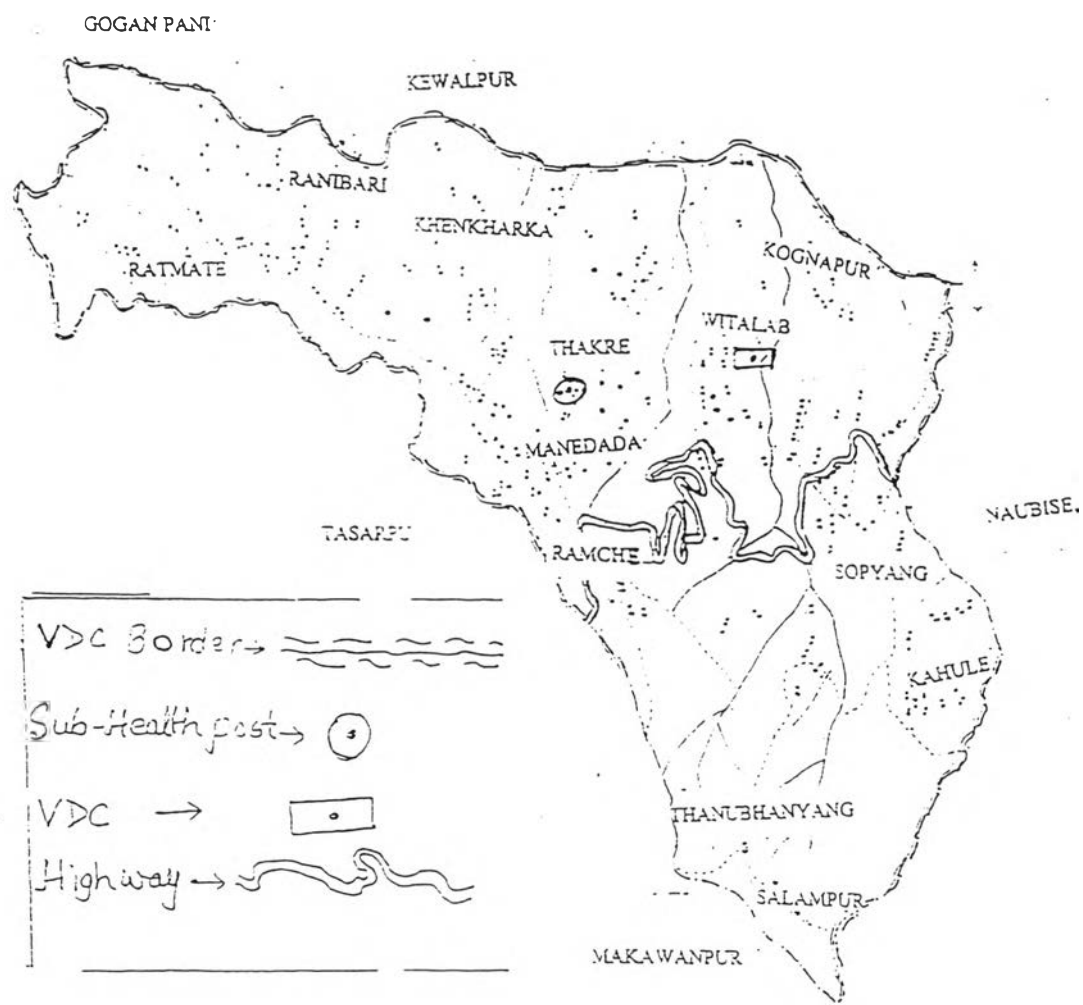 GOGAN PANI
KEWALPUR
RANIBARI
KHENKHARKA
RATMATE
KOGNAPUR
WITALAB
THAKRE
MANEDADA
NAUBISE
TASARPU
RAMCHE
SOPYANG
KAHULE
THANUBHANYANG
SALAMPUR
MAKAWANPUR
VDC Border→
Sub-Health post→
VDC →
Highway→